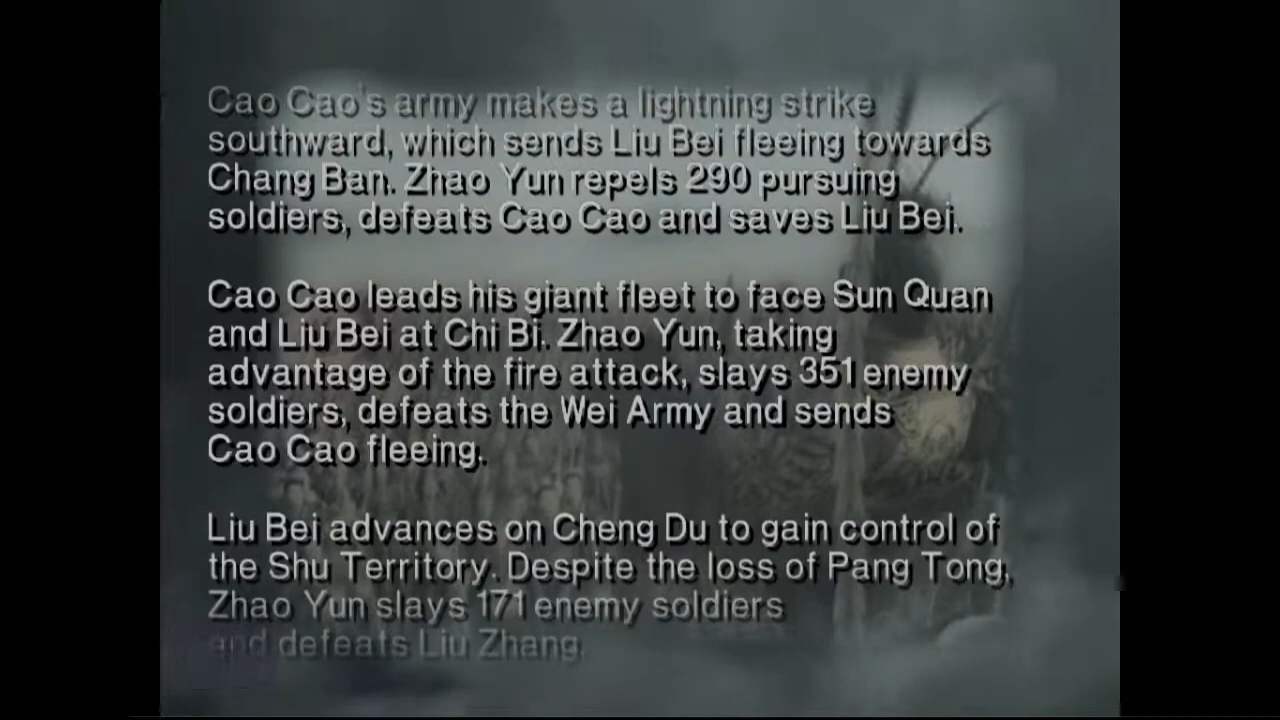 Cao Cao's army makes a lightning strike
southward, which sends Liu Bei fleeing towards
Chang Ban. Zhao Yun repels 290 pursuing
soldiers, defeats Cao Cao and saves Liu Bei.
Cao Cao leads his giant fleet to face Sun Quan
and Liu Bei at Chi Bi. Zhao Yun, taking
advantage of the fire attack, slays 351 enemy
soldiers, defeats the Wei Army and sends
Cao Cao fleeing.
Liu Bei advances on Cheng Du to gain control of
the Shu Territory. Despite the loss of Pang Tong,
Zhao Yun slays 171 enemy soldiers
and defeats Liu Zhang.